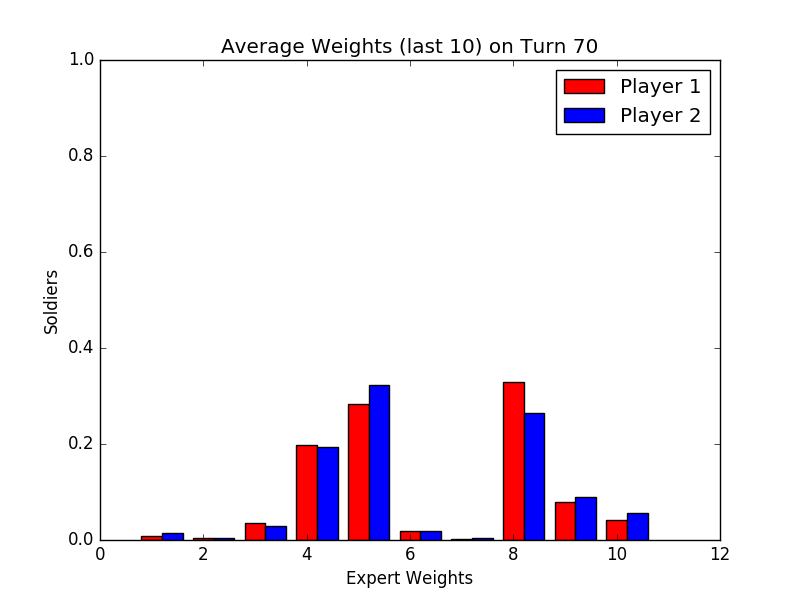 Average Weights (last 10) on Turn 70
1.0
0.8
0.6
0.4
0.2
0.0
Soldiers
Player 1
Player 2
0 2 4 6 8 10 12
Expert Weights